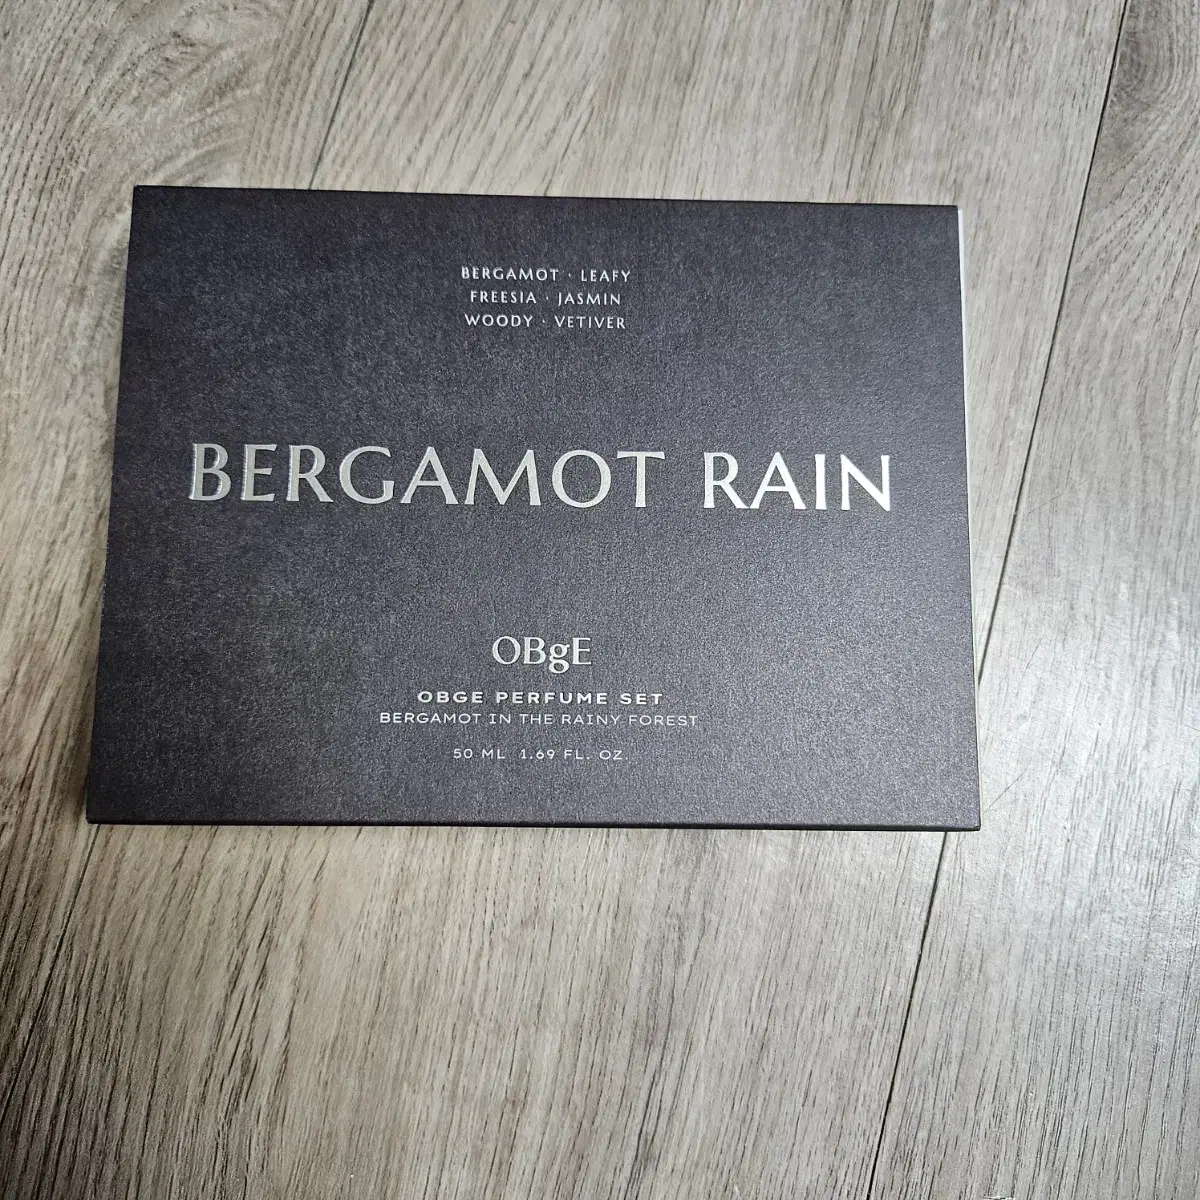 BERGAMOT · LEAFY
FREESIA · JASMIN
WOODY · VETIVER
BERGAMOT RAIN
OBgE
OBGE PERFUME SET
BERGAMOT IN THE RAINY FOREST
50 ML 1.69 FL. OZ.